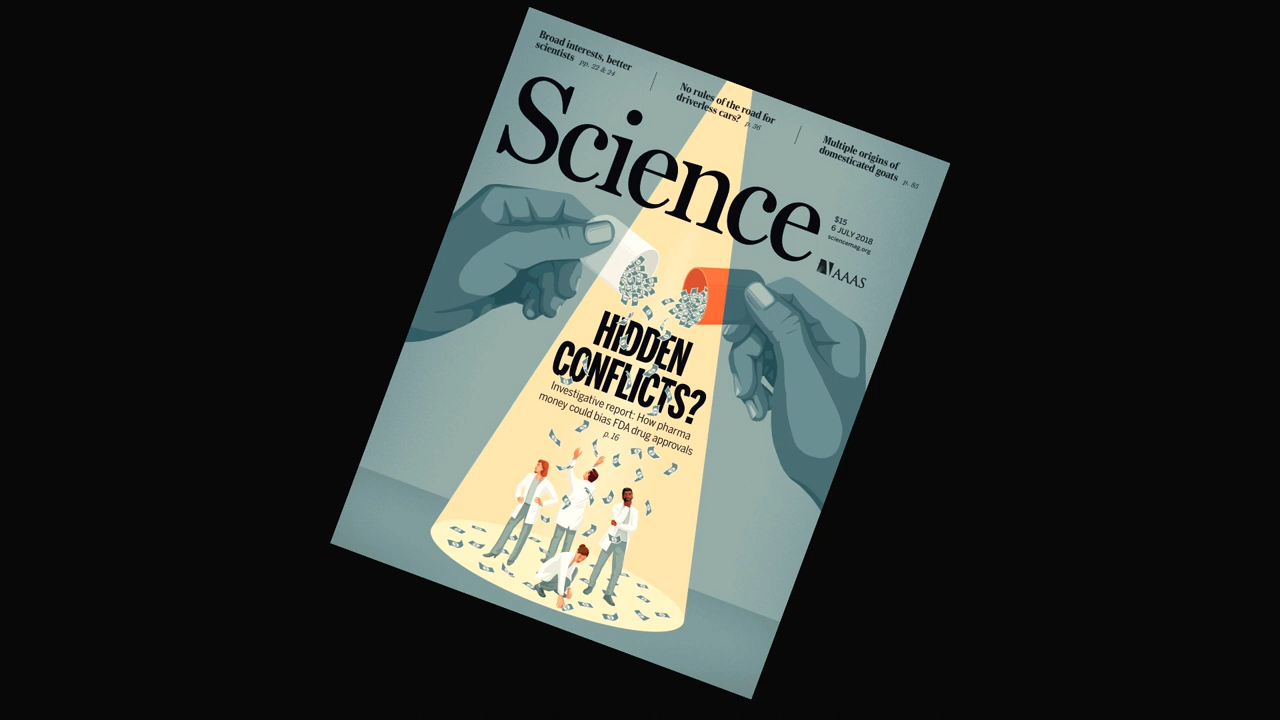 Broad interests, better
scientists pp. 22 & 24
No rules of the road for
driverless cars? p. 36
Multiple origins of
domesticated goats p. 85
Science
$15
6 JULY 2018
sciencemag.org
AAAS
HIDDEN
CONFLICTS?
Investigative report: How pharma
money could bias FDA drug approvals
p. 16